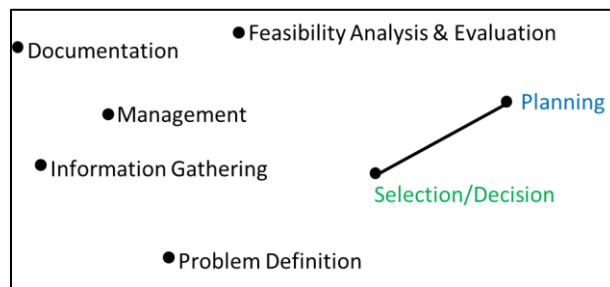 Feasibility Analysis & Evaluation
Documentation
Planning
Management
Information Gathering
Selection/Decision
Problem Definition